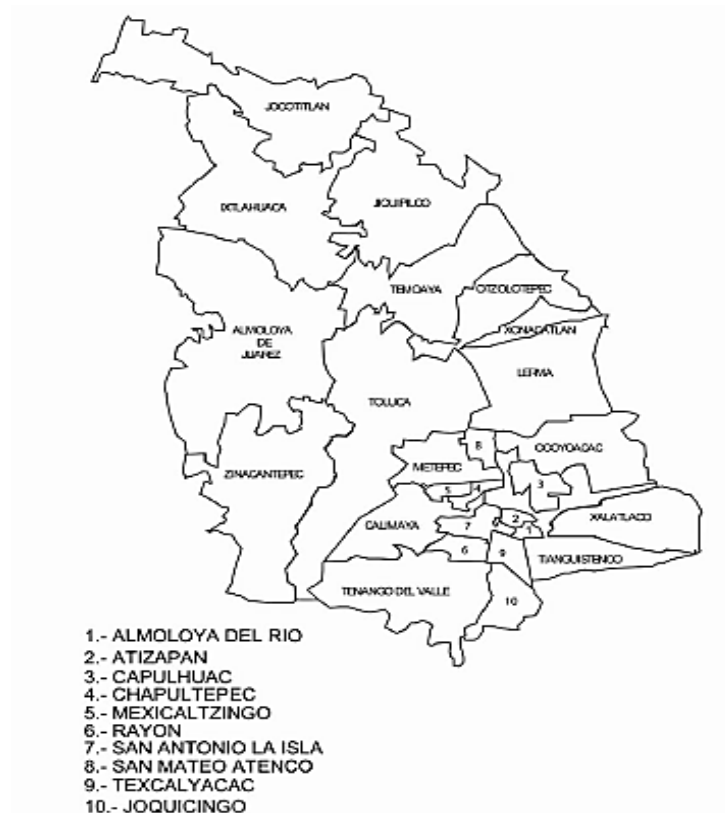 JOCOTITLAN
IXTLAHUACA
JIQUIPILCO
TEMOAYA
OTZOLOTEPEC
XONACATLAN
ALMOLOYA
DE
JUAREZ
LERMA
TOLUCA
8
OCOYOACAC
METEPEC
ZINACANTEPEC
3
5
4
XALATLACO
CALIMAYA
7
6
2
1
6
9
TIANGUISTENCO
TENANGO DEL VALLE
10
1.- ALMOLOYA DEL RIO
2.- ATIZAPAN
3.- CAPULHUAC
4.- CHAPULTEPEC
5.- MEXICALTZINGO
6.- RAYON
7.- SAN ANTONIO LA ISLA
8.- SAN MATEO ATENCO
9.- TEXCALYACAC
10.- JOQUICINGO